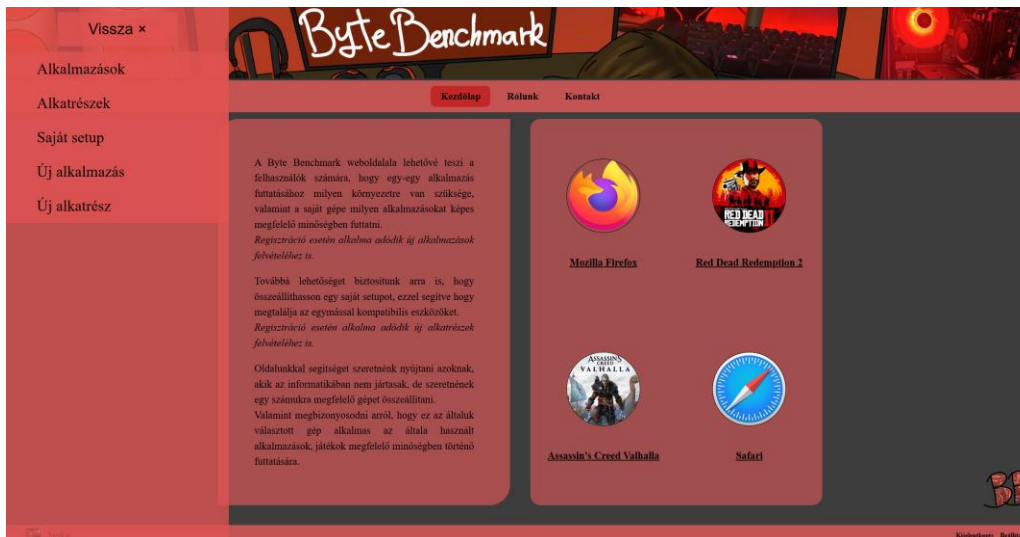 Vissza ×
Byte Benchmark
Alkalmazások
Alkatrészek
Saját setup
Új alkalmazás
Új alkatrész
Kezdőlap Rólunk Kontakt
A Byte Benchmark weboldalala lehetővé teszi a
felhasználók számára, hogy egy-egy alkalmazás
futtatásához milyen környezetre van szüksége,
valamint a saját gépe milyen alkalmazásokat képes
megfelelő minőségben futtatni.
Regisztráció esetén alkalma adódik új alkalmazások
felvételéhez is.
Továbbá lehetőséget biztosítunk arra is, hogy
összeállíthasson egy saját setupot, ezzel segítve hogy
megtalálja az egymással kompatibilis eszközöket.
Regisztráció esetén alkalma adódik új alkatrészek
felvételéhez is.
Oldalunkkal segítséget szeretnénk nyújtani azoknak,
akik az informatikában nem jártasak, de szeretnének
egy számukra megfelelő gépet összeállítani.
Valamint megbizonyosodni arról, hogy ez az általuk
választott gép alkalmas az általa használt
alkalmazások, játékok megfelelő minőségben történő
futtatására.
RED DEAD
REDEMPTION II
Mozilla Firefox
Red Dead Redemption 2
ASSASSIN'S
CREED
VALHALLA
Assassin's Creed Valhalla
Safari
Kijelentkezés